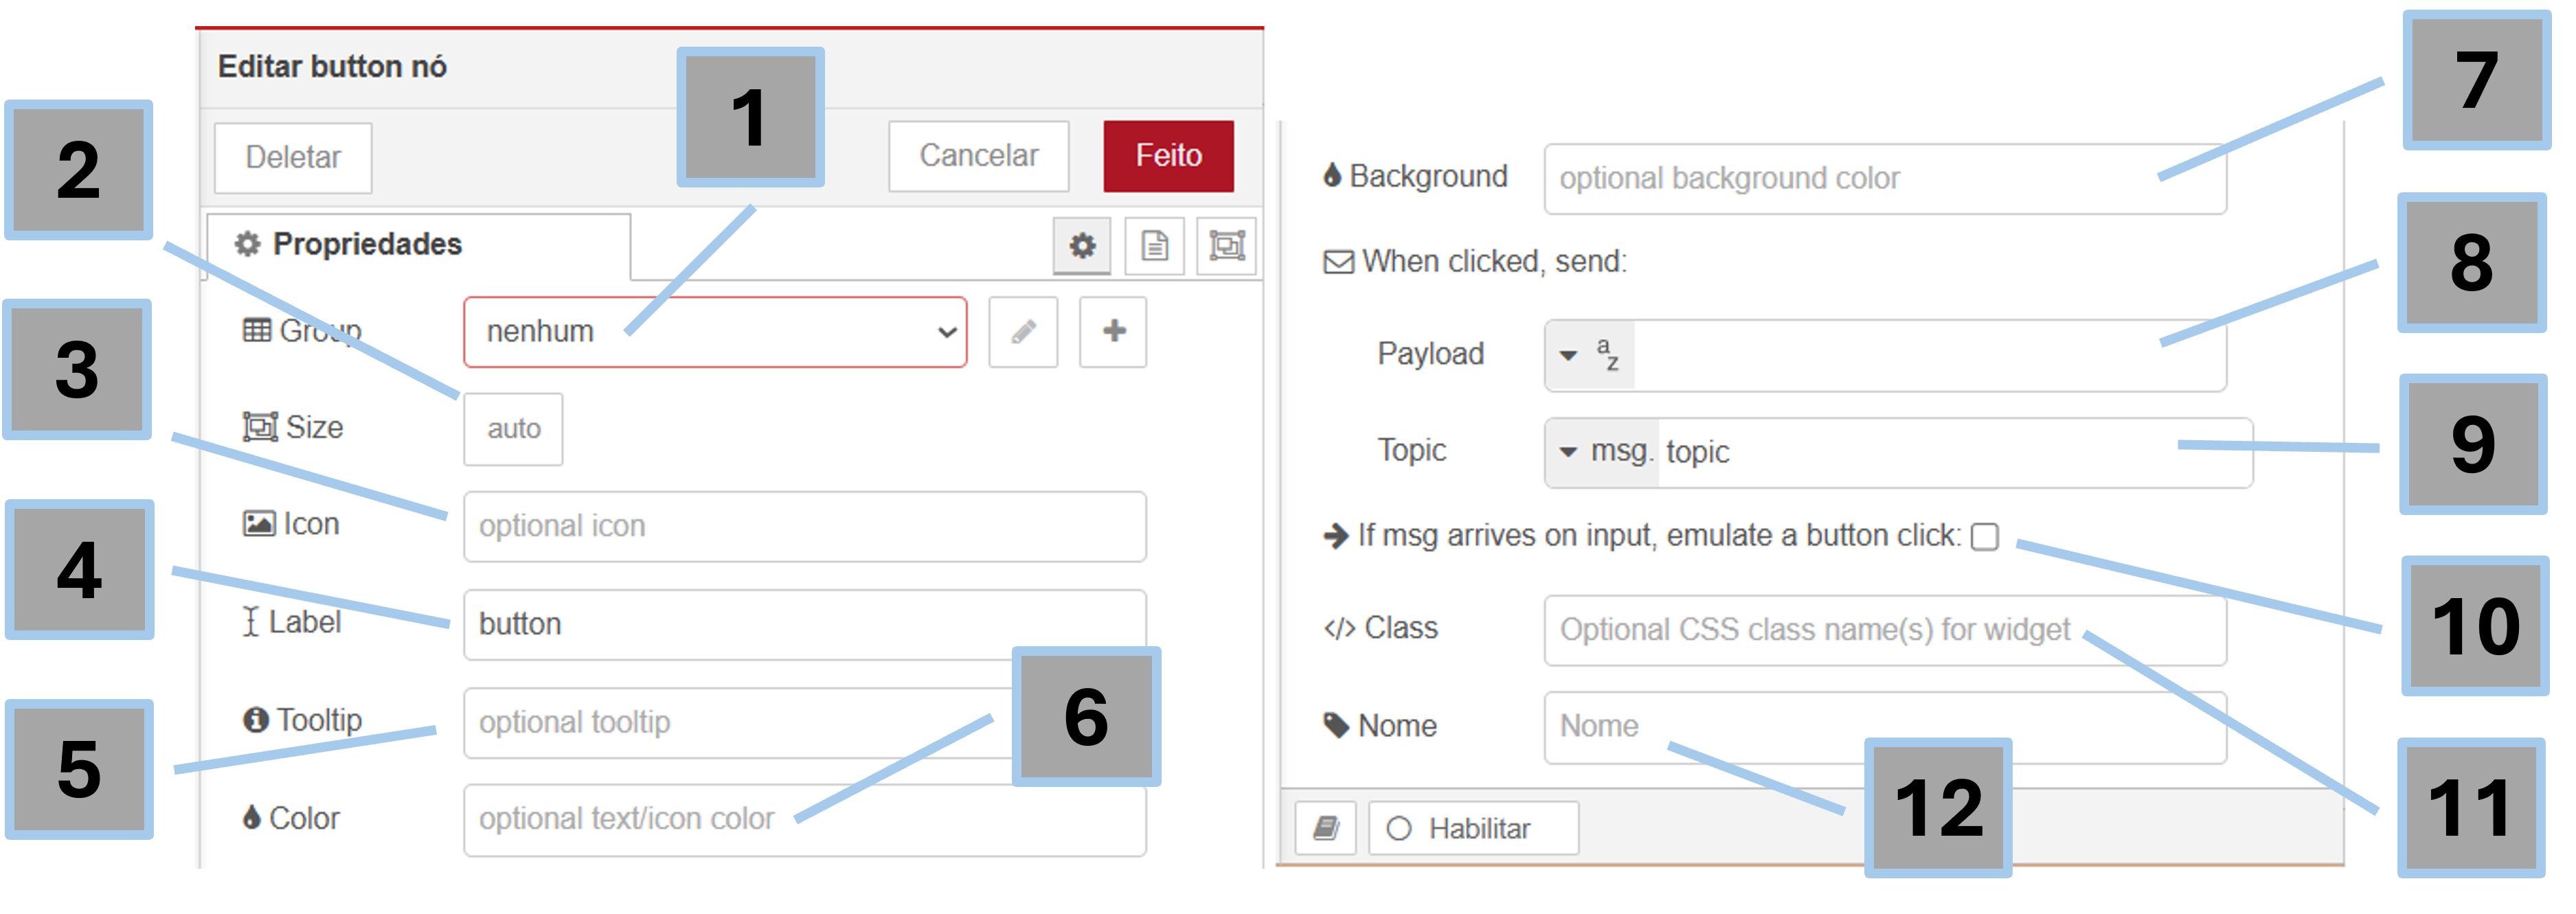 Editar button nó
1
Deletar
Cancelar
Feito
2
Propriedades
Group
nenhum
3
Size
auto
Icon
optional icon
4
Label
button
5
Tooltip
optional tooltip
6
Color
optional text/icon color
7
Background
optional background color
When clicked, send:
8
Payload
a
z
9
Topic
msg. topic
If msg arrives on input, emulate a button click:
10
</> Class
Optional CSS class name(s) for widget
Nome
Nome
11
12
Habilitar